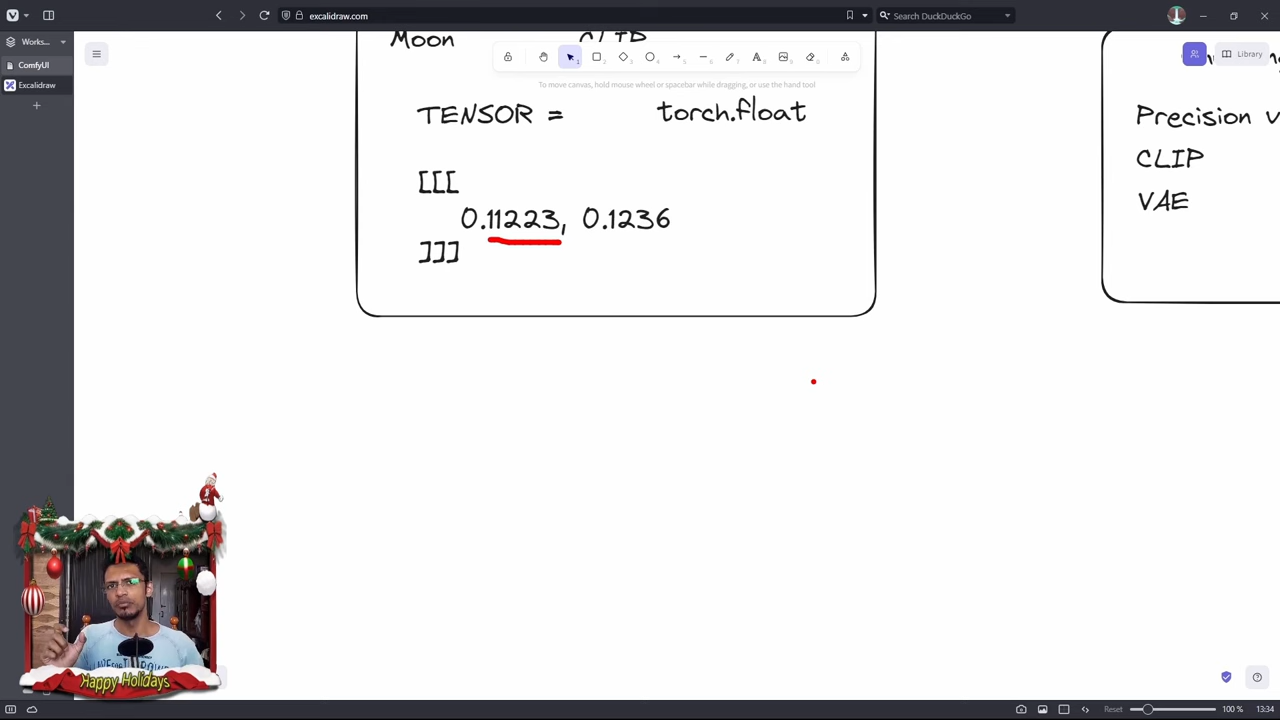 excalidraw.com
Search DuckDuckGo
Works...
ComfyUI
Excalidraw
Library
To move canvas, hold mouse wheel or spacebar while dragging, or use the hand tool
Moon CLIP
TENSOR = torch.float
[[[
0.11223, 0.1236
]]]
Precision
CLIP
VAE
Happy Holidays
Reset 100 % 13:34